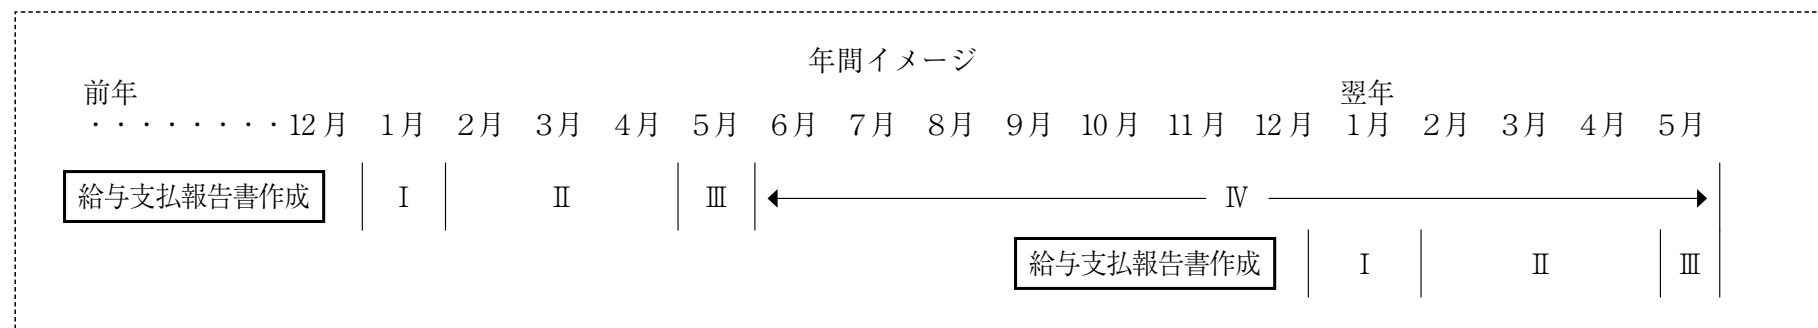 年間イメージ
前年 翌年
・・・・・・・・12月 1月 2月 3月 4月 5月 6月 7月 8月 9月 10月 11月 12月 1月 2月 3月 4月 5月
給与支払報告書作成 Ⅰ Ⅱ Ⅲ Ⅳ
給与支払報告書作成 Ⅰ Ⅱ Ⅲ